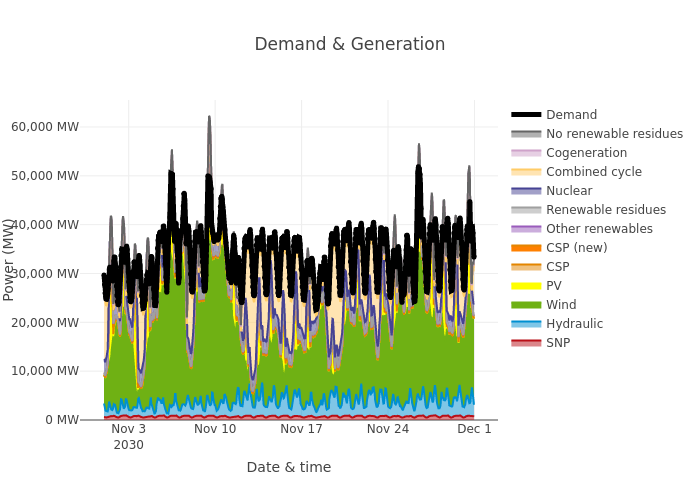 Demand & Generation
Power (MW)
60,000 MW
50,000 MW
40,000 MW
30,000 MW
20,000 MW
10,000 MW
0 MW
Nov 3
2030
Nov 10
Nov 17
Nov 24
Dec 1
Date & time
Demand
No renewable residues
Cogeneration
Combined cycle
Nuclear
Renewable residues
Other renewables
CSP (new)
CSP
PV
Wind
Hydraulic
SNP